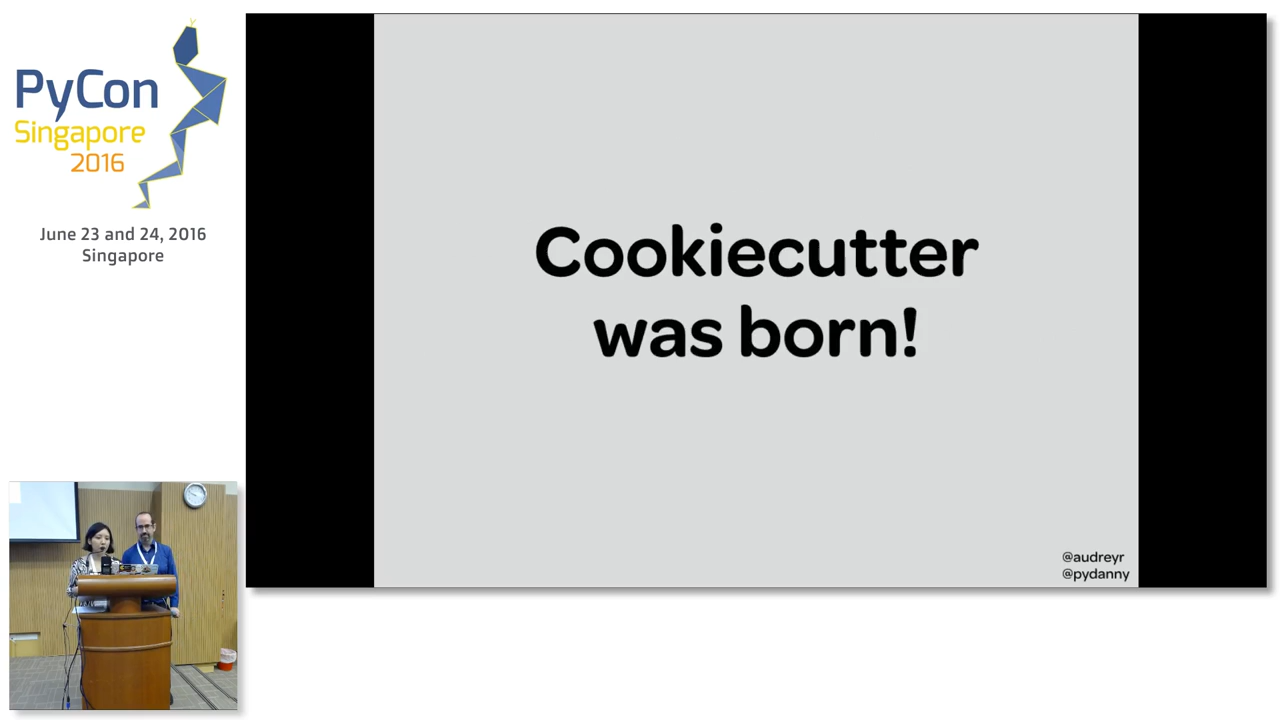 PyCon
Singapore
2016
June 23 and 24, 2016
Singapore
Cookiecutter
was born!
@audreyr
@pydanny